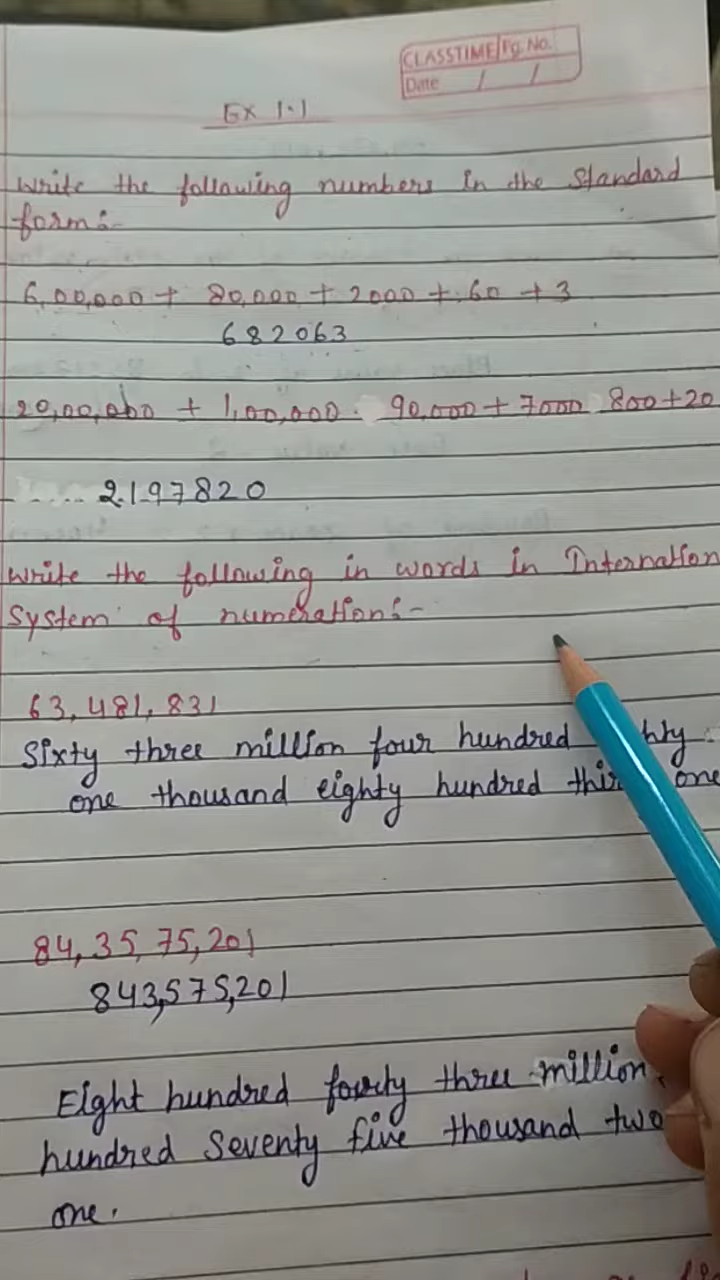 CLASSTIME Pg. No.
Date / /
Ex 1.1
Write the following numbers in the standard
form:-
6,00,000 + 80,000 + 2000 + 60 + 3
682063
20,00,000 + 1,00,000 90,000 + 7000 800+20
2197820
Write the following in words in Internation
System of numeration:-
63,481,831
Sixty three million four hundred
one thousand eighty hundred one
84,35,75,201
843,575,201
Eight hundred fourty three million
hundred Seventy five thousand two
one.